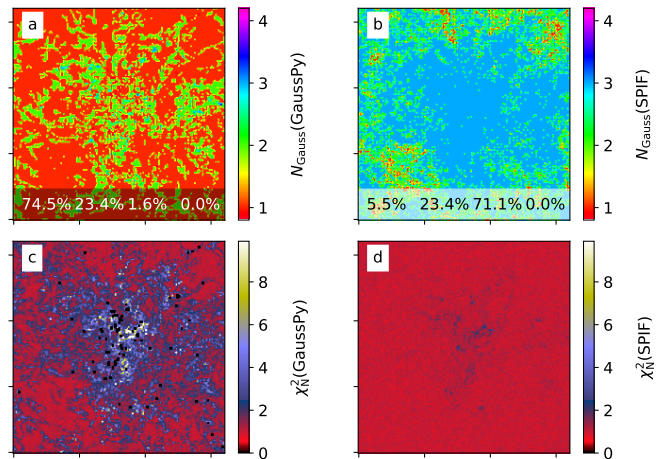 a
4
3
2
1
N_Gauss(GaussPy)
74.5% 23.4% 1.6% 0.0%
b
4
3
2
1
N_Gauss(SPIF)
5.5% 23.4% 71.1% 0.0%
c
8
6
4
2
0
χ²_N(GaussPy)
d
8
6
4
2
0
χ²_N(SPIF)